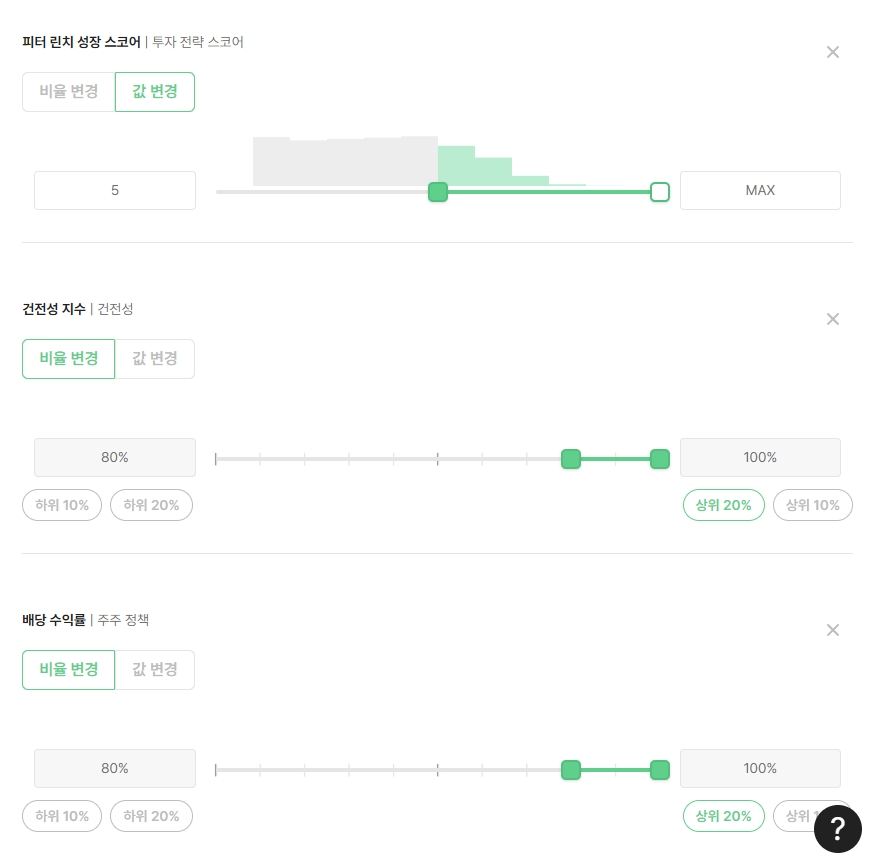 피터 린치 성장 스코어 | 투자 전략 스코어
비율 변경 값 변경
5 MAX
건전성 지수 | 건전성
비율 변경 값 변경
80% 100%
하위 10% 하위 20% 상위 20% 상위 10%
배당 수익률 | 주주 정책
비율 변경 값 변경
80% 100%
하위 10% 하위 20% 상위 20% 상위
?